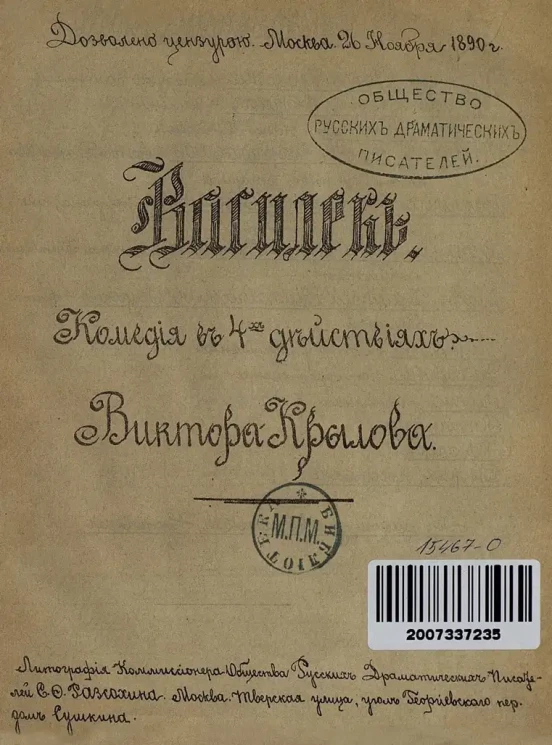 Дозволено цензурою. Москва. 26 Ноября 1890 г.
ОБЩЕСТВО
РУССКИХЪ ДРАМАТИЧЕСКИХЪ
ПИСАТЕЛЕЙ.
Василекъ.
Комедія въ 4хъ дѣйствіяхъ
Виктора Крылова.
БИБЛІОТЕКА
М.П.М.
15467-О
2007337235
Литографія Коммиссіонера Общества Русскихъ Драматическихъ Писате-
лей С. Ѳ. Разсохина. Москва. Тверская улица, уголъ Георгіевскаго пер.
домъ Сушкина.